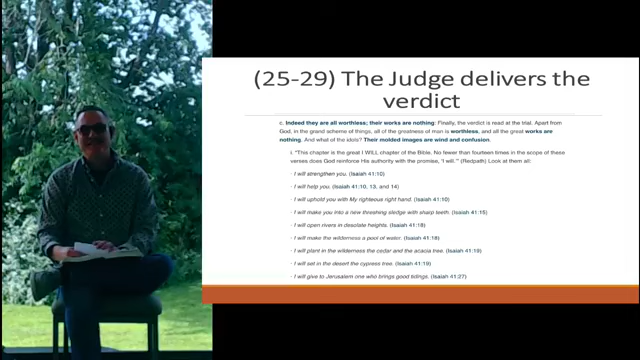 (25-29) The Judge delivers the
verdict
c. Indeed they are all worthless; their works are nothing: Finally, the verdict is read at the trial. Apart from
God, in the grand scheme of things, all of the greatness of man is worthless, and all the great works are
nothing. And what of the idols? Their molded images are wind and confusion.
i. "This chapter is the great I WILL chapter of the Bible. No fewer than fourteen times in the scope of these
verses does God reinforce His authority with the promise, 'I will.'" (Redpath) Look at them all:
· I will strengthen you. (Isaiah 41:10)
· I will help you. (Isaiah 41:10, 13, and 14)
· I will uphold you with My righteous right hand. (Isaiah 41:10)
· I will make you into a new threshing sledge with sharp teeth. (Isaiah 41:15)
· I will open rivers in desolate heights. (Isaiah 41:18)
· I will make the wilderness a pool of water. (Isaiah 41:18)
· I will plant in the wilderness the cedar and the acacia tree. (Isaiah 41:19)
· I will set in the desert the cypress tree. (Isaiah 41:19)
· I will give to Jerusalem one who brings good tidings. (Isaiah 41:27)